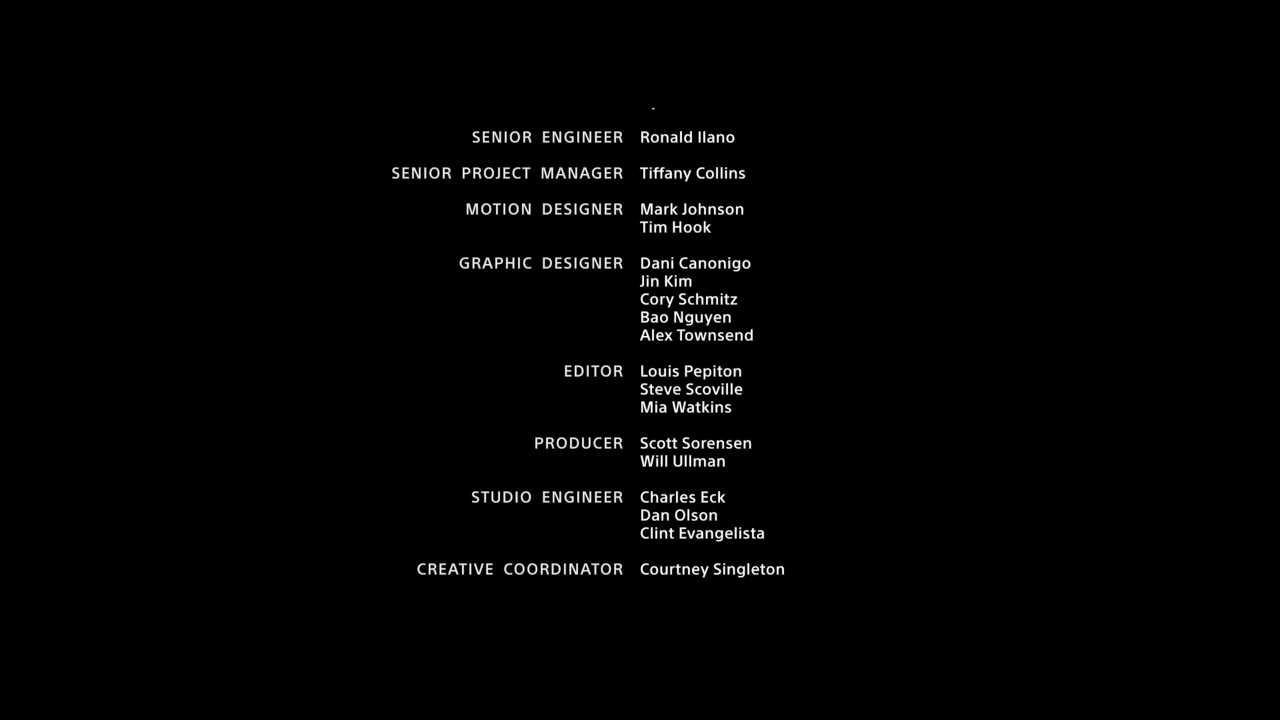 SENIOR ENGINEER Ronald Ilano
SENIOR PROJECT MANAGER Tiffany Collins
MOTION DESIGNER Mark Johnson
Tim Hook
GRAPHIC DESIGNER Dani Canonigo
Jin Kim
Cory Schmitz
Bao Nguyen
Alex Townsend
EDITOR Louis Pepiton
Steve Scoville
Mia Watkins
PRODUCER Scott Sorensen
Will Ullman
STUDIO ENGINEER Charles Eck
Dan Olson
Clint Evangelista
CREATIVE COORDINATOR Courtney Singleton